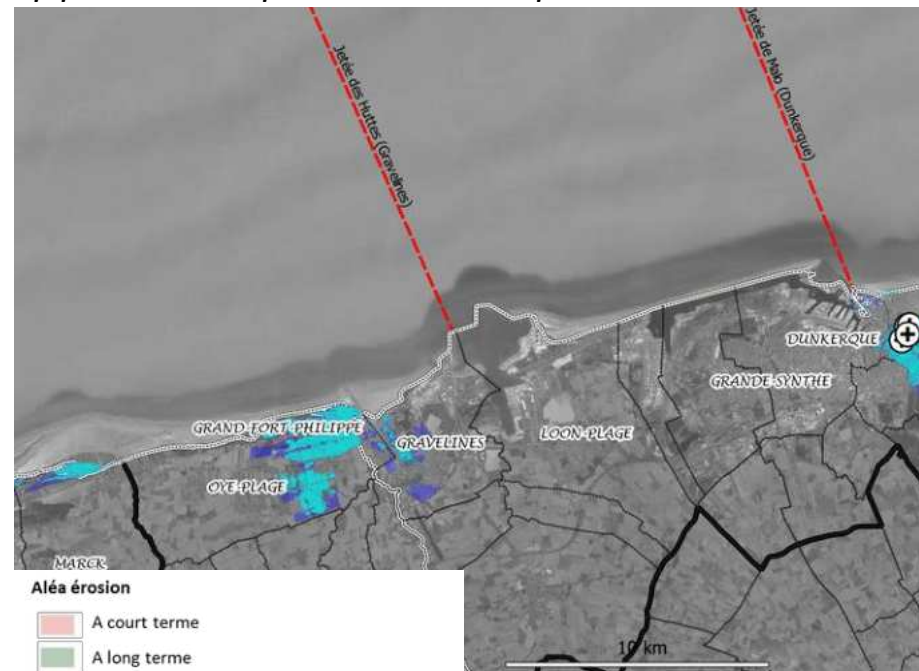 Jetée des Huttes (Gravelines)
Jetée de Malo (Dunkerque)
DUNKERQUE
GRANDE-SYNTHE
GRAND-FORT-PHILIPPE
GRAVELINES
LOON-PLAGE
OYE-PLAGE
MARCK
Aléa érosion
A court terme
A long terme
10 km